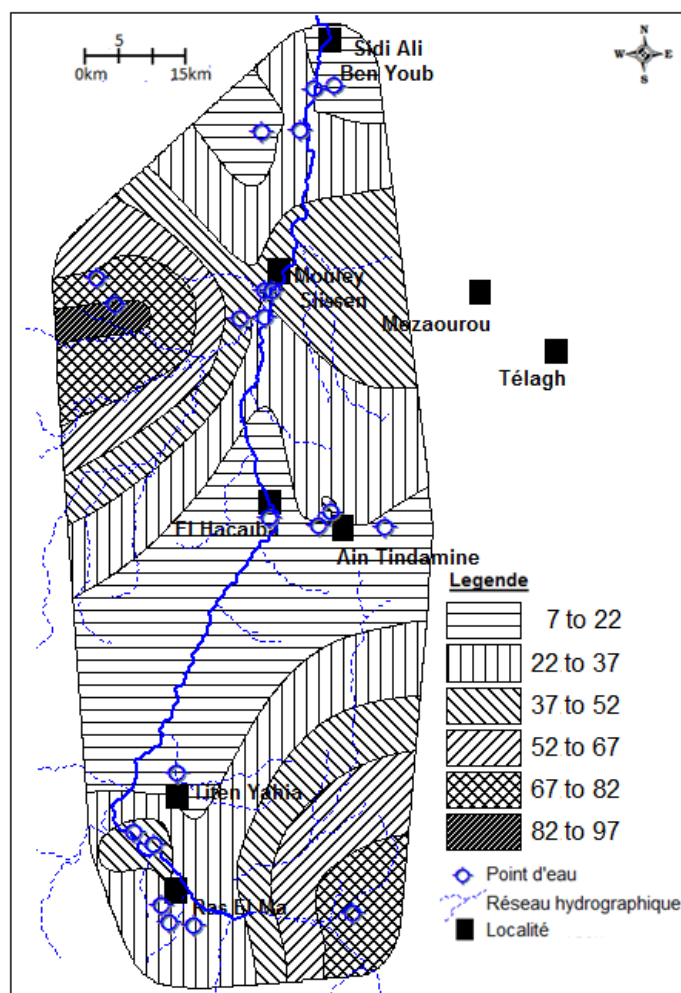 5
0km 15km
N
W E
S
Sidi Ali
Ben Youb
Mouley
Slissen
Mezaourou
Télagh
El Hacaiba
Ain Tindamine
Titen Yahia
Ras El Ma
Legende
7 to 22
22 to 37
37 to 52
52 to 67
67 to 82
82 to 97
Point d'eau
Réseau hydrographique
Localité